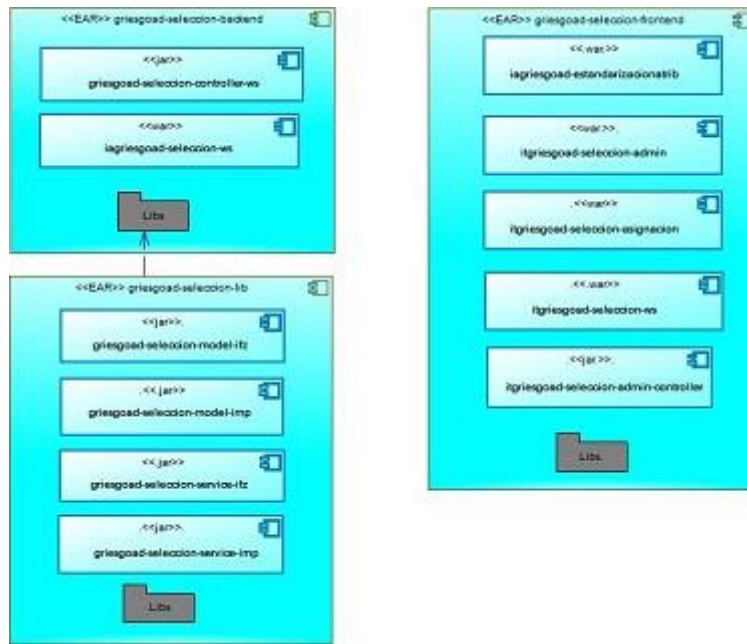 <<EAR>> griesgoad-seleccion-backend
<<jar>>
griesgoad-seleccion-controller-ws
<<war>>
iagriesgoad-seleccion-ws
Libs
<<EAR>> griesgoad-seleccion-lib
<<jar>>.
griesgoad-seleccion-model-ifz
.<<.jar>>
griesgoad-seleccion-model-imp
<<.jar>>
griesgoad-seleccion-service-ifz
.<<jar>>.
griesgoad-seleccion-service-imp
.Libs
<<EAR>> griesgoad-seleccion-frontend
<<.war.>>
iagriesgoad-estandarizacionatrib
<<war>>.
itgriesgoad-seleccion-admin
.<<war>>
itgriesgoad-seleccion-asignacion
.<<.war>>
itgriesgoad-seleccion-ws
<<.jar.>>.
itgriesgoad-seleccion-admin-controller
Libs.